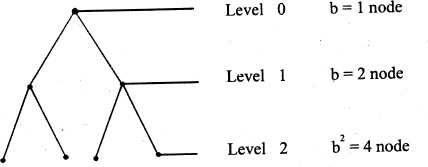 Level 0 b = 1 node
Level 1 b = 2 node
Level 2 b² = 4 node